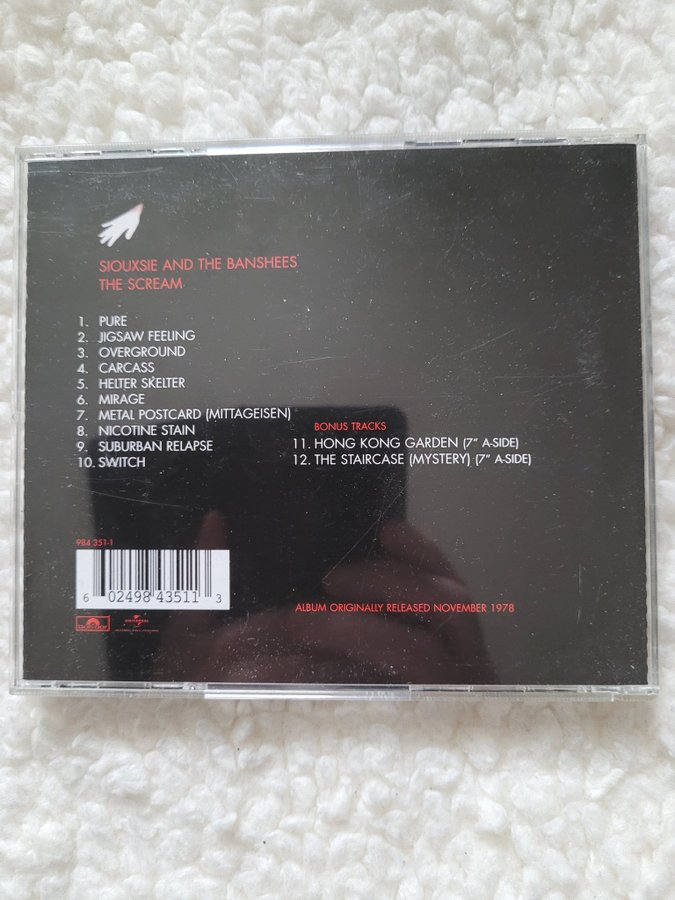 SIOUXSIE AND THE BANSHEES
THE SCREAM
1. PURE
2. JIGSAW FEELING
3. OVERGROUND
4. CARCASS
5. HELTER SKELTER
6. MIRAGE
7. METAL POSTCARD (MITTAGEISEN)
8. NICOTINE STAIN
9. SUBURBAN RELAPSE
10. SWITCH
BONUS TRACKS
11. HONG KONG GARDEN (7” A-SIDE)
12. THE STAIRCASE (MYSTERY) (7” A-SIDE)
984 351-1
6 02498 43511 3
ALBUM ORIGINALLY RELEASED NOVEMBER 1978
UNIVERSAL